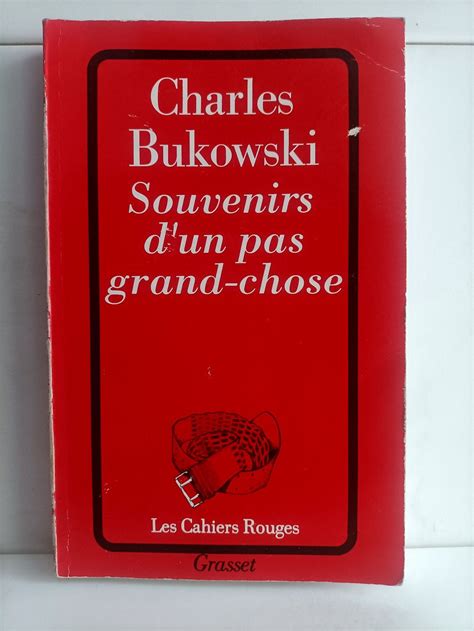 Charles
Bukowski
Souvenirs
d'un pas
grand-chose
Les Cahiers Rouges
Grasset